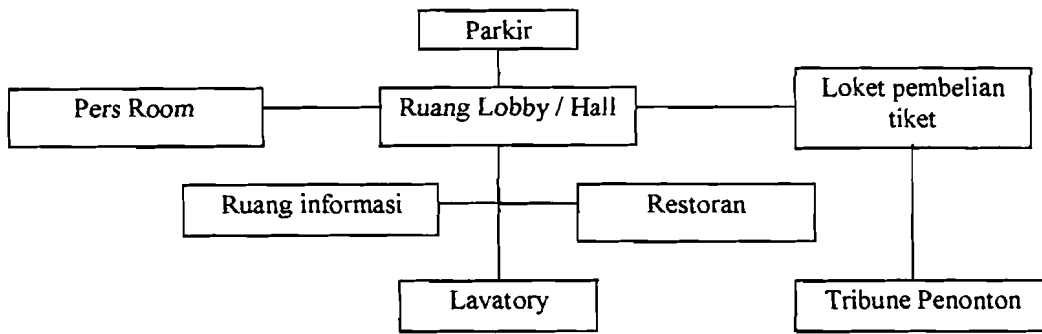 Parkir
Pers Room
Ruang Lobby / Hall
Loket pembelian
tiket
Ruang informasi
Restoran
Lavatory
Tribune Penonton